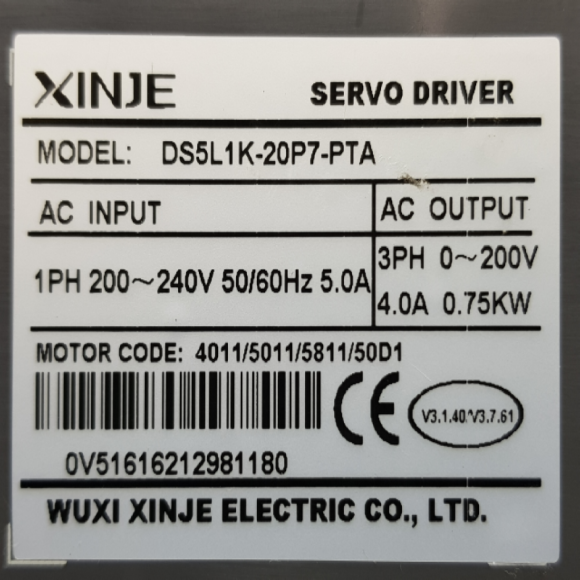 XINJE SERVO DRIVER
MODEL: DS5L1K-20P7-PTA
AC INPUT
AC OUTPUT
1PH 200～240V 50/60Hz 5.0A
3PH 0～200V
4.0A 0.75KW
MOTOR CODE: 4011/5011/5811/50D1
CE
V3.1.40/V3.7.61
0V51616212981180
WUXI XINJE ELECTRIC CO., LTD.